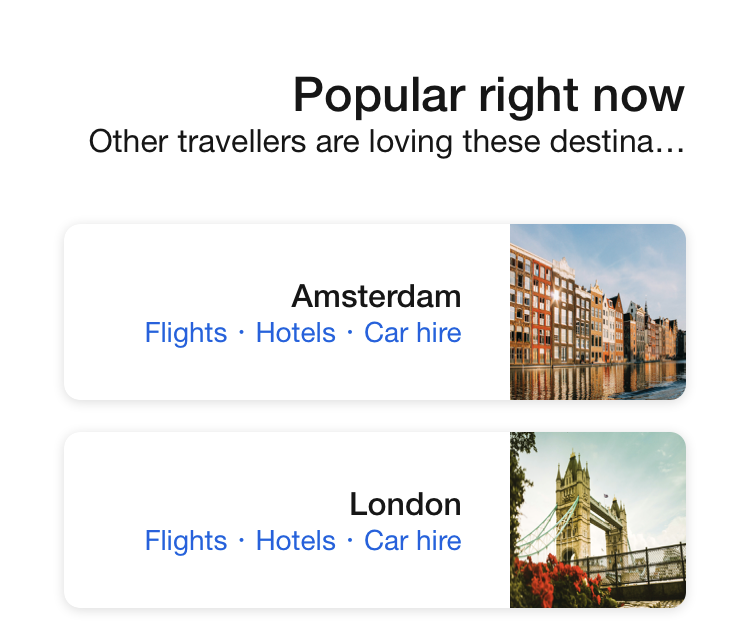 Popular right now
Other travellers are loving these destina…
Amsterdam
Flights · Hotels · Car hire
London
Flights · Hotels · Car hire